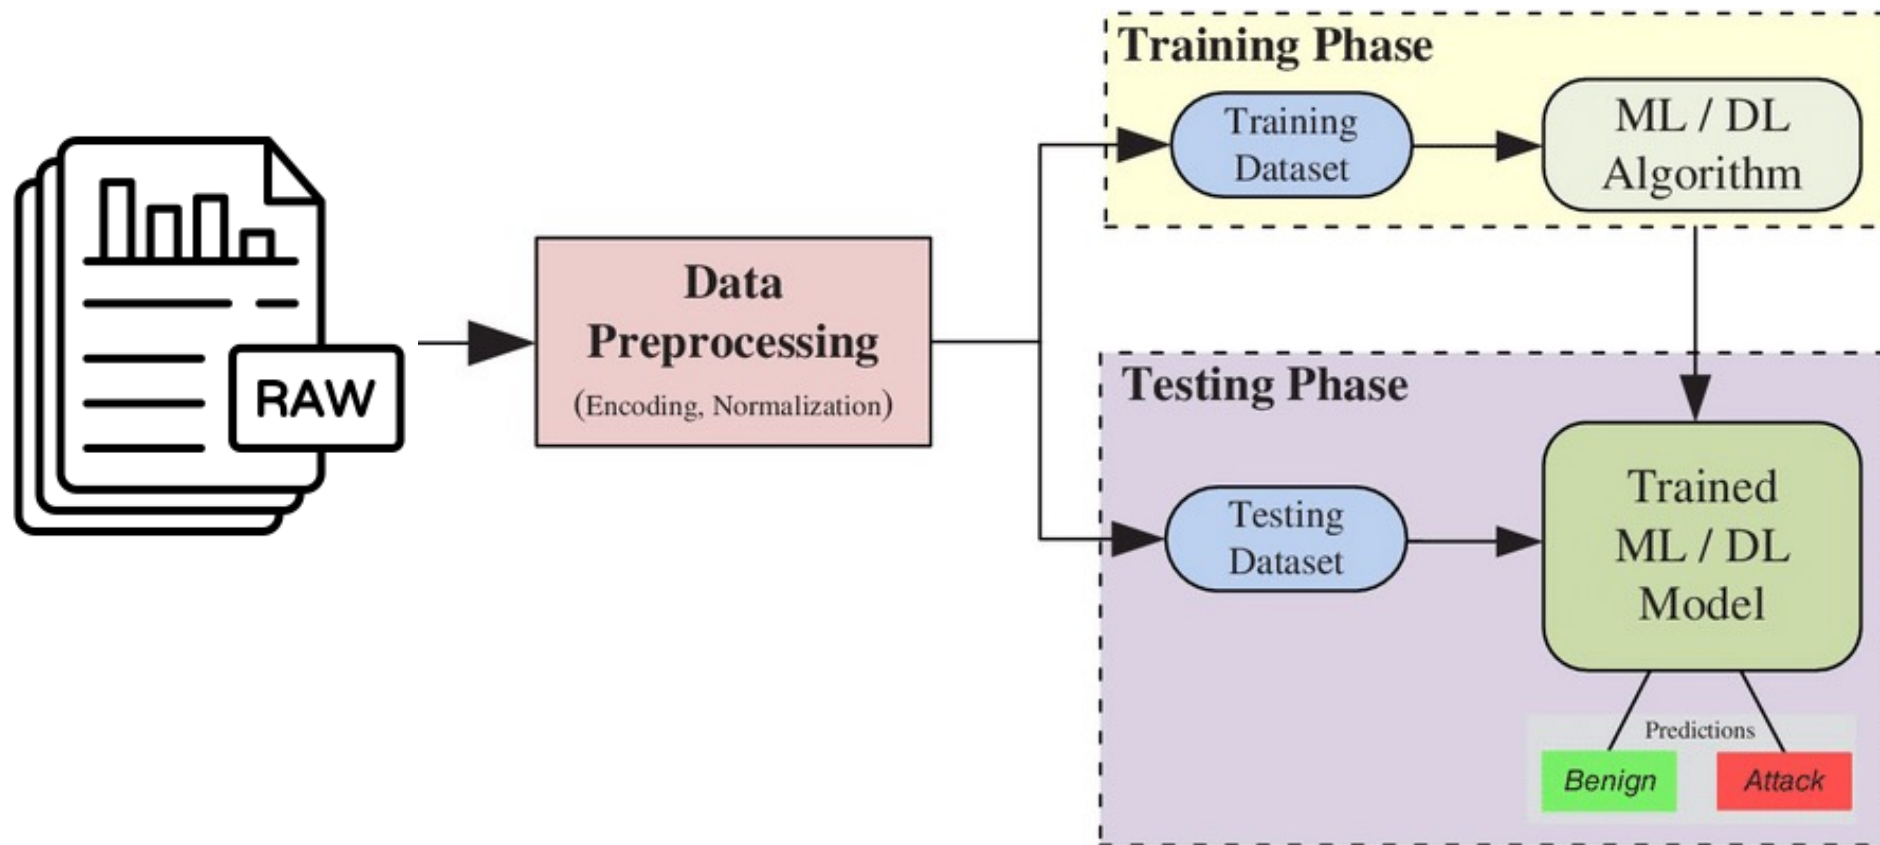 RAW
Data
Preprocessing
(Encoding, Normalization)
Training Phase
Training
Dataset
ML / DL
Algorithm
Testing Phase
Testing
Dataset
Trained
ML / DL
Model
Predictions
Benign
Attack